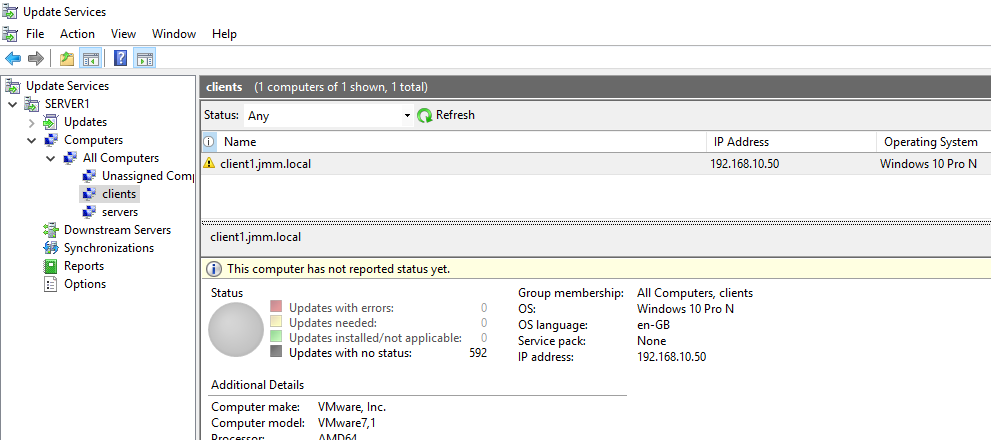 Update Services
File Action View Window Help
Update Services
SERVER1
Updates
Computers
All Computers
Unassigned Comp
clients
servers
Downstream Servers
Synchronizations
Reports
Options
clients (1 computers of 1 shown, 1 total)
Status: Any Refresh
Name IP Address Operating System
client1.jmm.local 192.168.10.50 Windows 10 Pro N
client1.jmm.local
This computer has not reported status yet.
Status
Updates with errors: 0
Updates needed: 0
Updates installed/not applicable: 0
Updates with no status: 592
Group membership: All Computers, clients
OS: Windows 10 Pro N
OS language: en-GB
Service pack: None
IP address: 192.168.10.50
Additional Details
Computer make: VMware, Inc.
Computer model: VMware7,1
Processor: AMD64